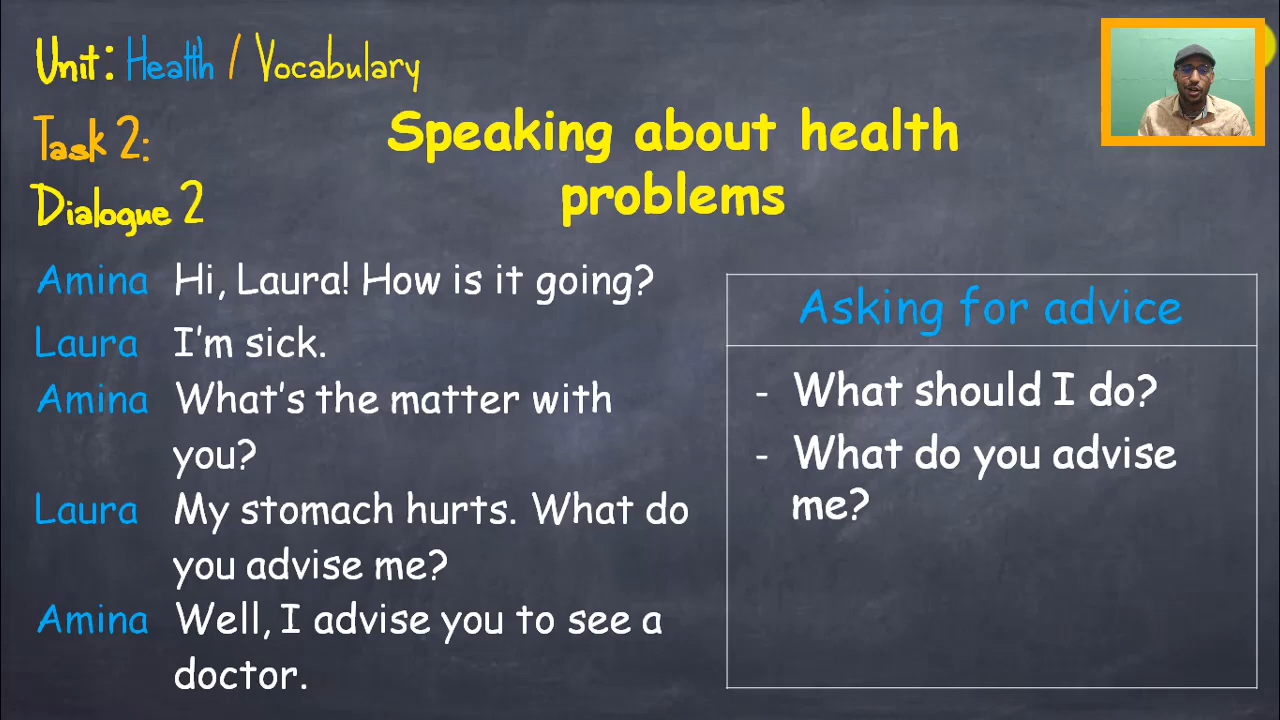 Unit: Health / Vocabulary
Task 2:
Speaking about health
problems
Dialogue 2
Amina Hi, Laura! How is it going?
Laura I'm sick.
Amina What's the matter with
you?
Laura My stomach hurts. What do
you advise me?
Amina Well, I advise you to see a
doctor.
Asking for advice
- What should I do?
- What do you advise
me?